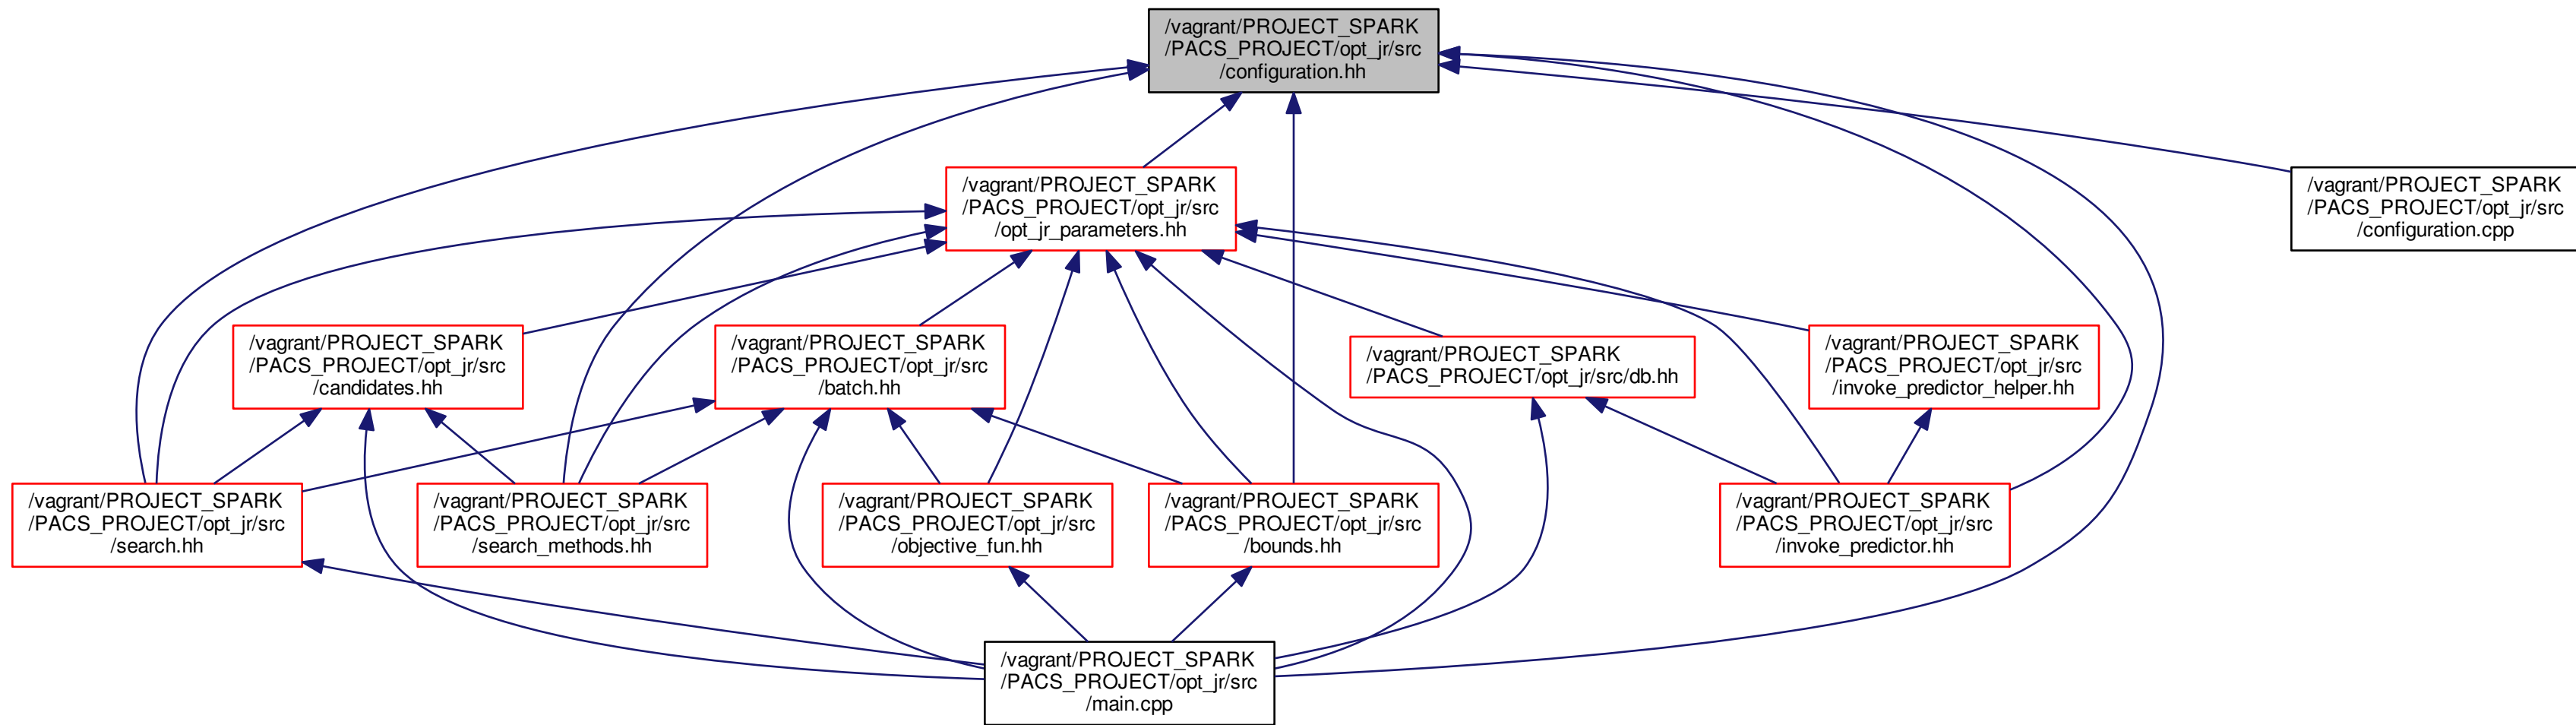 /vagrant/PROJECT_SPARK
/PACS_PROJECT/opt_jr/src
/configuration.hh
/vagrant/PROJECT_SPARK
/PACS_PROJECT/opt_jr/src
/opt_jr_parameters.hh
/vagrant/PROJECT_SPARK
/PACS_PROJECT/opt_jr/src
/configuration.cpp
/vagrant/PROJECT_SPARK
/PACS_PROJECT/opt_jr/src
/candidates.hh
/vagrant/PROJECT_SPARK
/PACS_PROJECT/opt_jr/src
/batch.hh
/vagrant/PROJECT_SPARK
/PACS_PROJECT/opt_jr/src/db.hh
/vagrant/PROJECT_SPARK
/PACS_PROJECT/opt_jr/src
/invoke_predictor_helper.hh
/vagrant/PROJECT_SPARK
/PACS_PROJECT/opt_jr/src
/search.hh
/vagrant/PROJECT_SPARK
/PACS_PROJECT/opt_jr/src
/search_methods.hh
/vagrant/PROJECT_SPARK
/PACS_PROJECT/opt_jr/src
/objective_fun.hh
/vagrant/PROJECT_SPARK
/PACS_PROJECT/opt_jr/src
/bounds.hh
/vagrant/PROJECT_SPARK
/PACS_PROJECT/opt_jr/src
/invoke_predictor.hh
/vagrant/PROJECT_SPARK
/PACS_PROJECT/opt_jr/src
/main.cpp